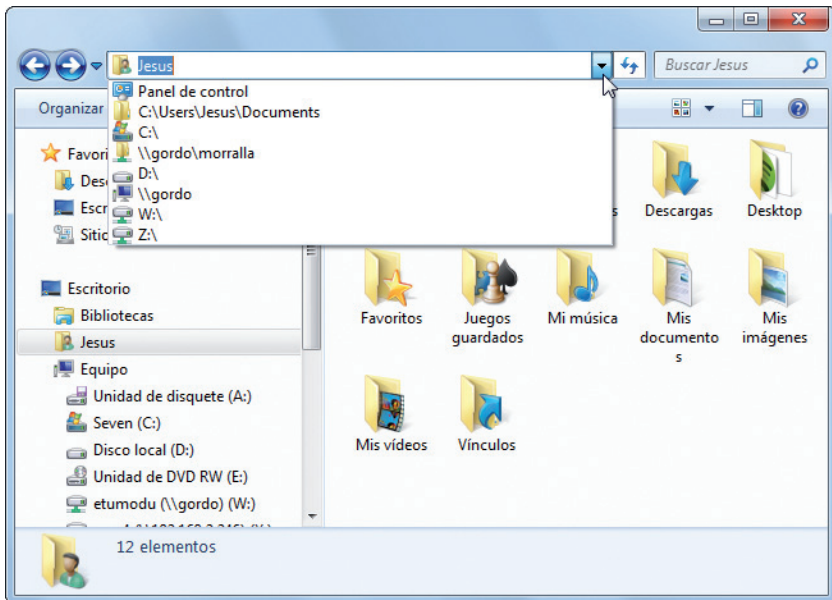 Jesus
Buscar Jesus
Panel de control
C:\Users\Jesus\Documents
C:\
\\gordo\morralla
D:\
\\gordo
W:\
Z:\
Organizar
Favori
Des
Escr
Sitic
Escritorio
Bibliotecas
Jesus
Equipo
Unidad de disquete (A:)
Seven (C:)
Disco local (D:)
Unidad de DVD RW (E:)
etumodu (\\gordo) (W:)
s
Descargas
Desktop
Favoritos
Juegos
guardados
Mi música
Mis
documento
s
Mis
imágenes
Mis vídeos
Vínculos
12 elementos